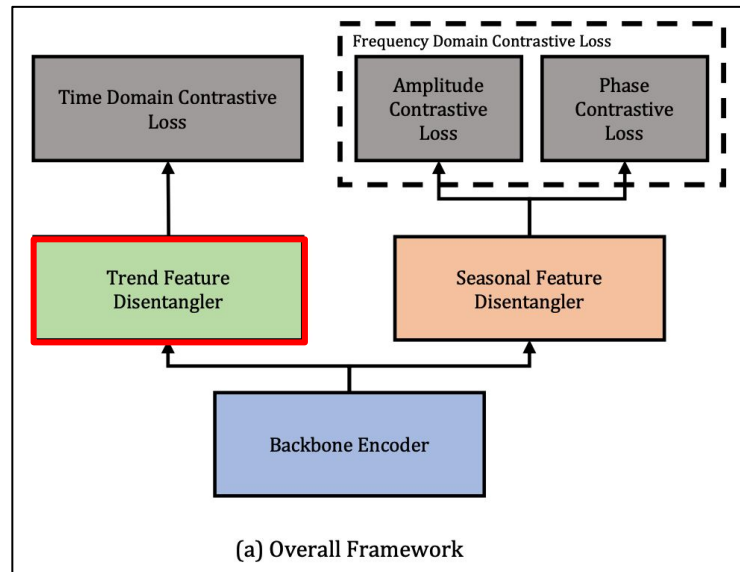 Frequency Domain Contrastive Loss
Time Domain Contrastive
Loss
Amplitude
Contrastive
Loss
Phase
Contrastive
Loss
Trend Feature
Disentangler
Seasonal Feature
Disentangler
Backbone Encoder
(a) Overall Framework